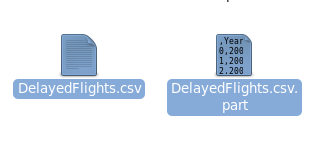 .Year
0,200
1,200
2.200
DelayedFlights.csv
DelayedFlights.csv.
part